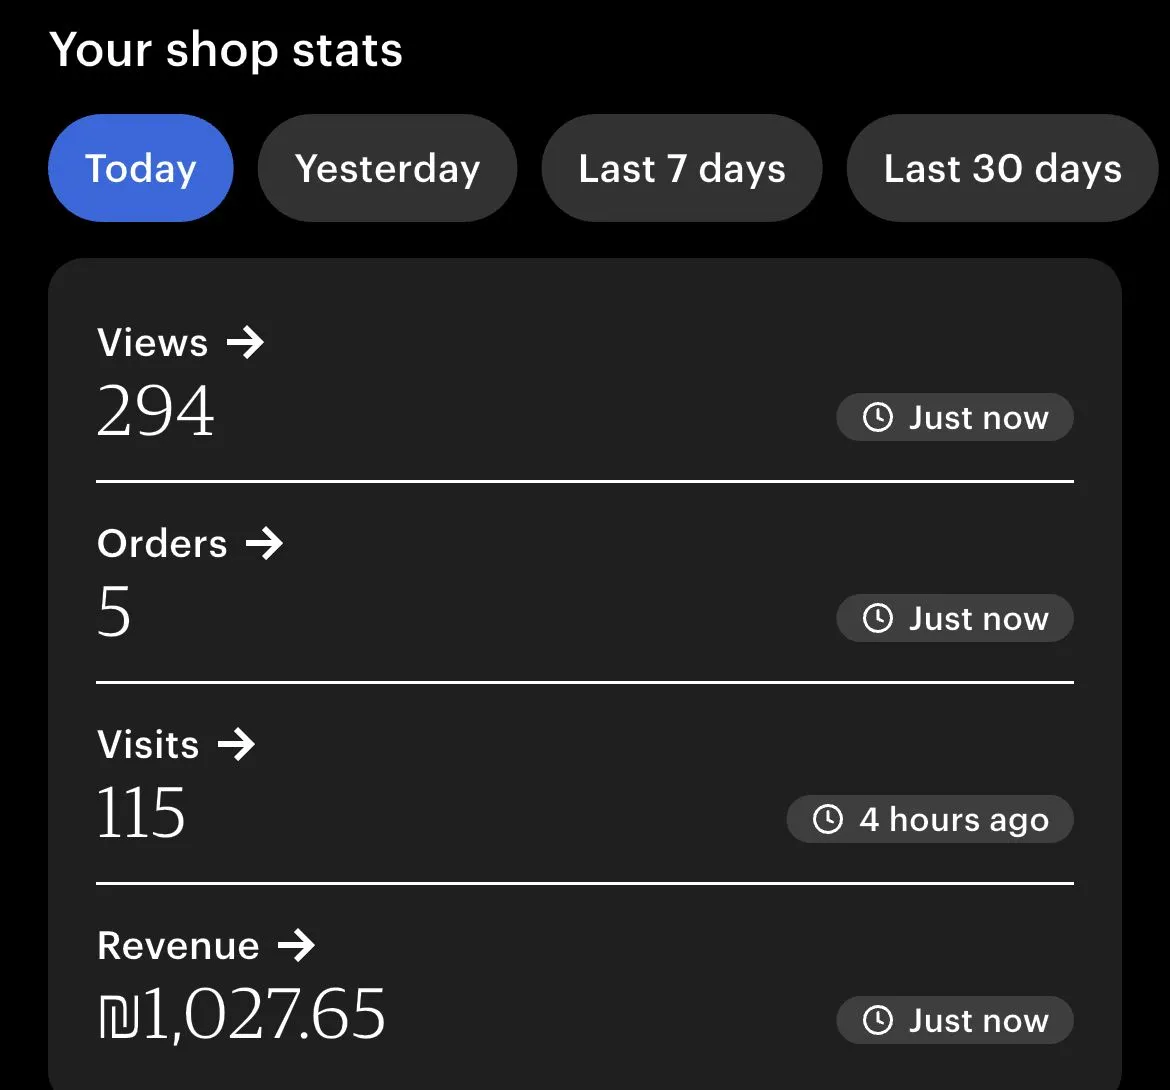 Your shop stats
Today Yesterday Last 7 days Last 30 days
Views →
294
Just now
Orders →
5
Just now
Visits →
115
4 hours ago
Revenue →
₪1,027.65
Just now